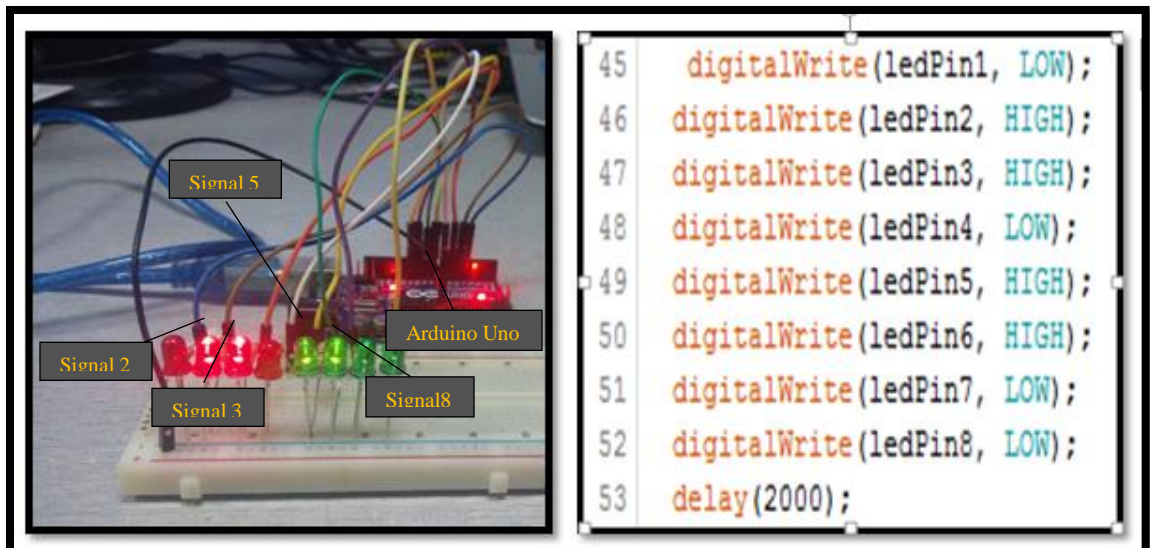 Signal 5
Arduino Uno
Signal 2
Signal 3
Signal8
45 digitalWrite(ledPin1, LOW);
46 digitalWrite(ledPin2, HIGH);
47 digitalWrite(ledPin3, HIGH);
48 digitalWrite(ledPin4, LOW);
49 digitalWrite(ledPin5, HIGH);
50 digitalWrite(ledPin6, HIGH);
51 digitalWrite(ledPin7, LOW);
52 digitalWrite(ledPin8, LOW);
53 delay(2000);